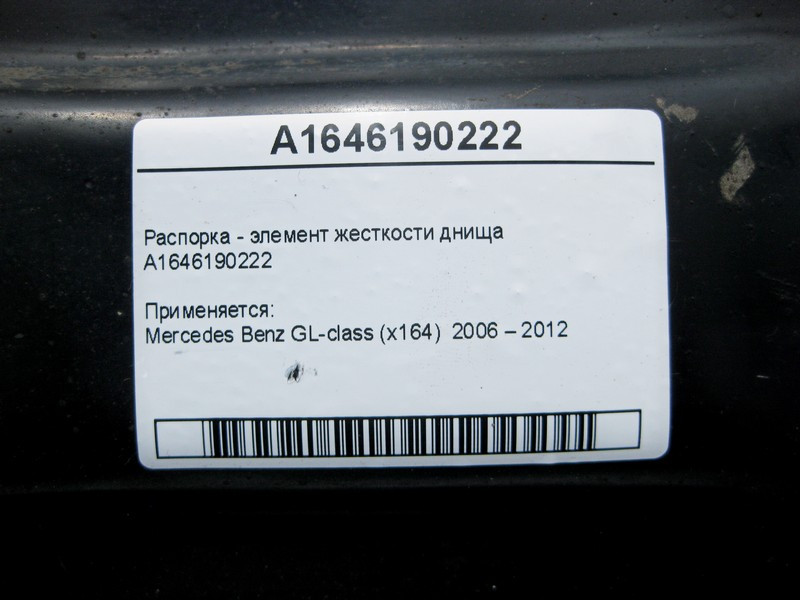 A1646190222
Распорка - элемент жесткости днища
A1646190222
Применяется:
Mercedes Benz GL-class (x164) 2006 – 2012